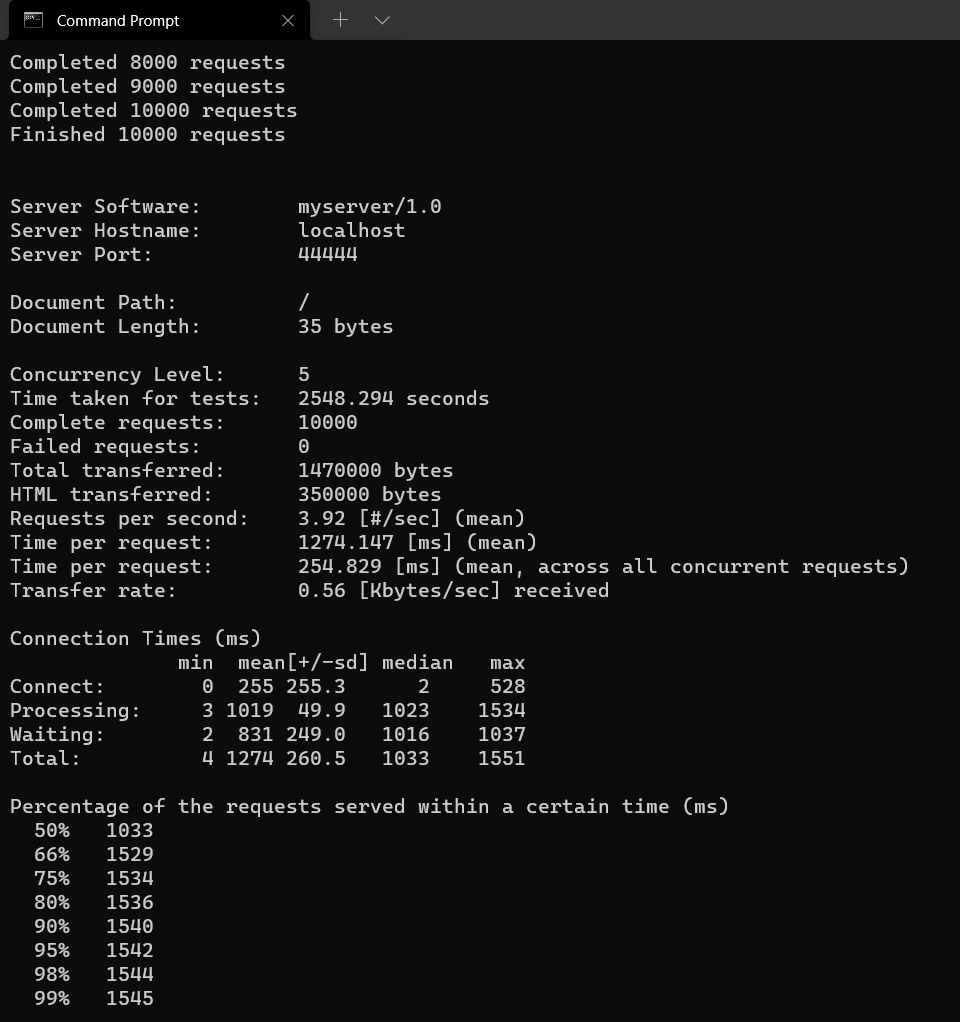 Command Prompt
Completed 8000 requests
Completed 9000 requests
Completed 10000 requests
Finished 10000 requests
Server Software:        myserver/1.0
Server Hostname:        localhost
Server Port:            44444
Document Path:          /
Document Length:        35 bytes
Concurrency Level:      5
Time taken for tests:   2548.294 seconds
Complete requests:      10000
Failed requests:        0
Total transferred:      1470000 bytes
HTML transferred:       350000 bytes
Requests per second:    3.92 [#/sec] (mean)
Time per request:       1274.147 [ms] (mean)
Time per request:       254.829 [ms] (mean, across all concurrent requests)
Transfer rate:          0.56 [Kbytes/sec] received
Connection Times (ms)
              min  mean[+/-sd] median   max
Connect:        0  255 255.3      2     528
Processing:     3 1019  49.9   1023    1534
Waiting:        2  831 249.0   1016    1037
Total:          4 1274 260.5   1033    1551
Percentage of the requests served within a certain time (ms)
  50%   1033
  66%   1529
  75%   1534
  80%   1536
  90%   1540
  95%   1542
  98%   1544
  99%   1545